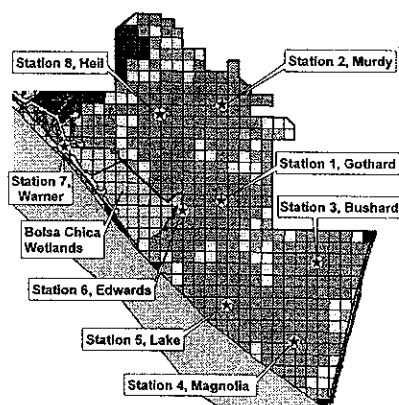 Station 8, Heil
Station 2, Murdy
Station 1, Gothard
Station 7,
Warner
Station 3, Bushard
Bolsa Chica
Wetlands
Station 6, Edwards
Station 5, Lake
Station 4, Magnolia